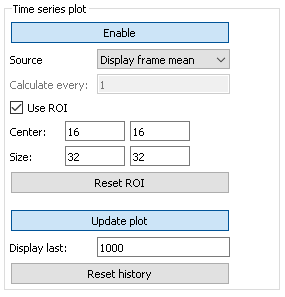 Time series plot
Enable
Source Display frame mean
Calculate every: 1
Use ROI
Center: 16 16
Size: 32 32
Reset ROI
Update plot
Display last: 1000
Reset history